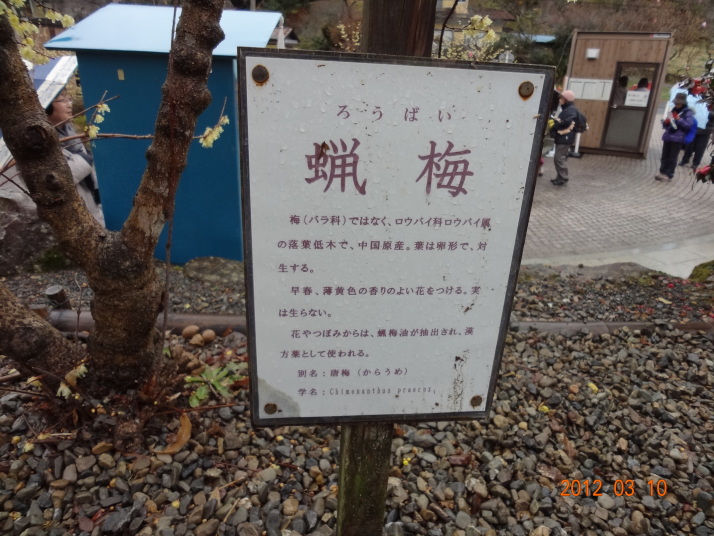 ろうばい
蝋 梅
梅（バラ科）ではなく、ロウバイ科ロウバイ属
の落葉低木で、中国原産。葉は卵形で、対
生する。
早春、薄黄色の香りのよい花をつける。実
は生らない。
花やつぼみからは、蝋梅油が抽出され、漢
方薬として使われる。
別名：唐梅（からうめ）
学名：Chimonanthus praecox
2012 03 10